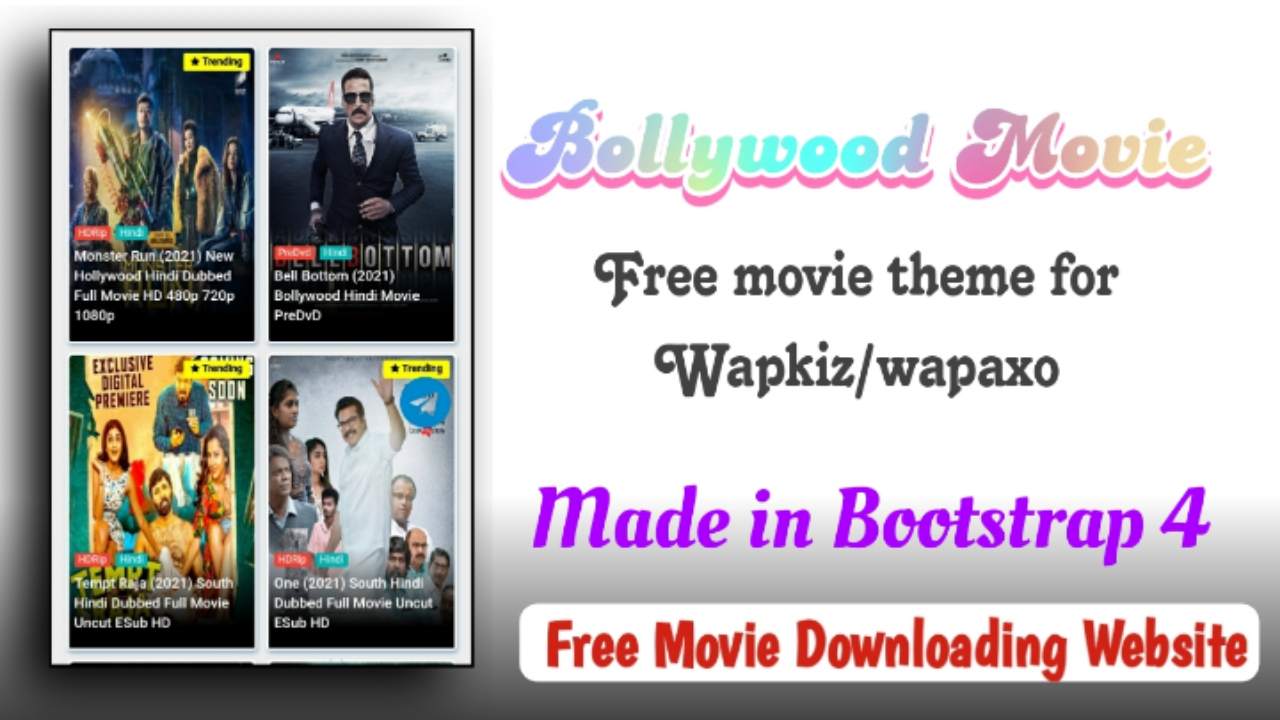 Trending
HDRip Hindi
Monster Run (2021) New
Hollywood Hindi Dubbed
Full Movie HD 480p 720p
1080p
PreDvd Hindi
BELL BOTTOM
Bell Bottom (2021)
Bollywood Hindi Movie
PreDvD
EXCLUSIVE
DIGITAL
PREMIERE
SOON
Trending
HDRip Hindi
TEMPT
Tempt Raja (2021) South
Hindi Dubbed Full Movie
Uncut ESub HD
Trending
HDRip Hindi
One (2021) South Hindi
Dubbed Full Movie Uncut
ESub HD
Bollywood Movie
Free movie theme for
Wapkiz/wapaxo
Made in Bootstrap 4
Free Movie Downloading Website